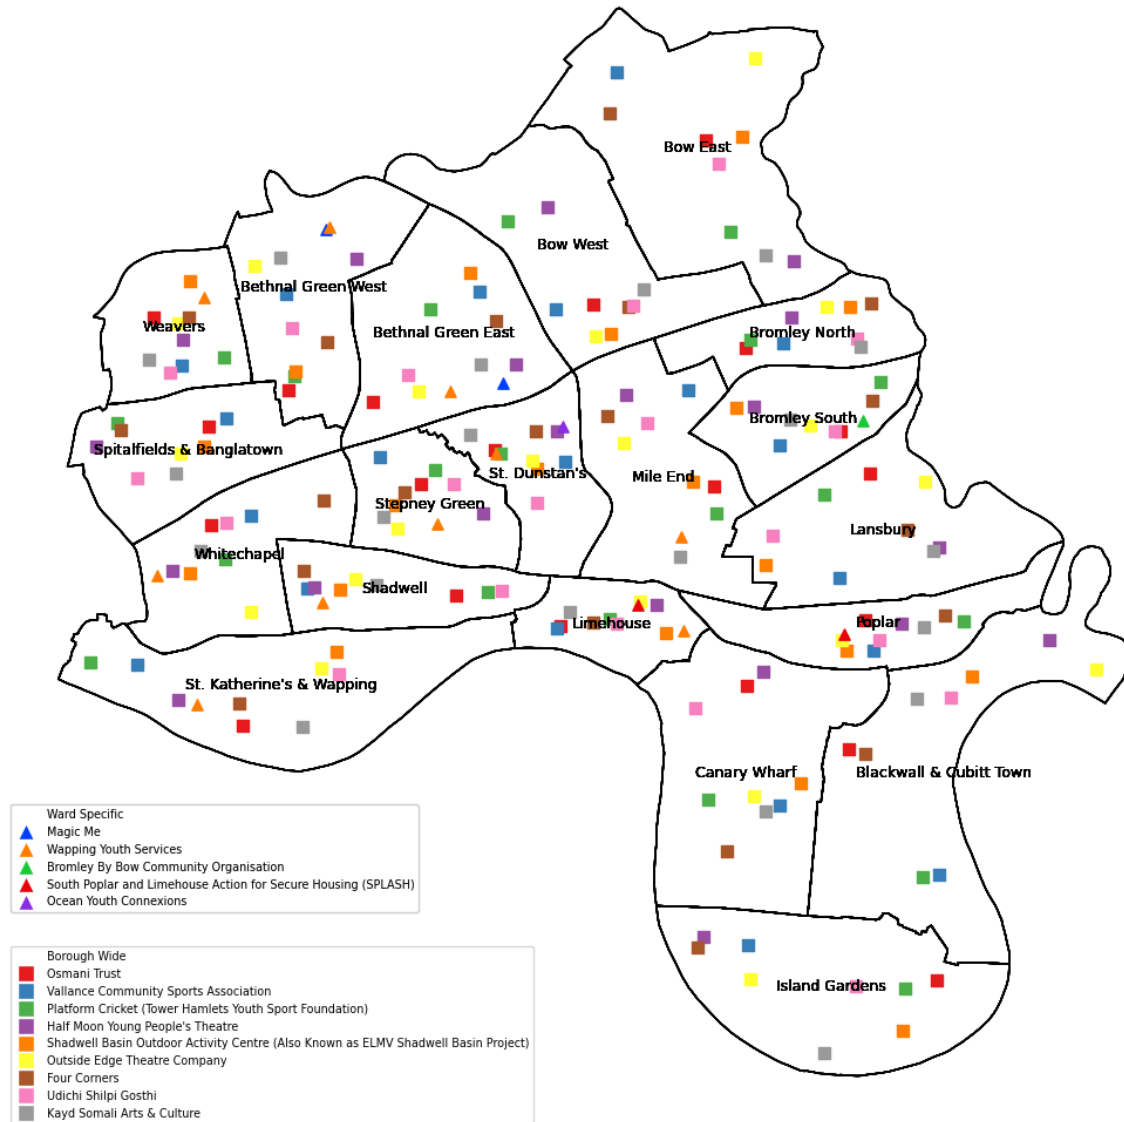 Bow East
Bow West
Bethnal Green West
Weavers
Bethnal Green East
Bromley North
Bromley South
Spitalfields & Banglatown
St. Dunstan's
Mile End
Stepney Green
Lansbury
Whitechapel
Shadwell
Limehouse
Poplar
St. Katherine's & Wapping
Canary Wharf
Blackwall & Cubitt Town
Island Gardens
Ward Specific
Magic Me
Wapping Youth Services
Bromley By Bow Community Organisation
South Poplar and Limehouse Action for Secure Housing (SPLASH)
Ocean Youth Connexions
Borough Wide
Osmani Trust
Vallance Community Sports Association
Platform Cricket (Tower Hamlets Youth Sport Foundation)
Half Moon Young People's Theatre
Shadwell Basin Outdoor Activity Centre (Also Known as ELMV Shadwell Basin Project)
Outside Edge Theatre Company
Four Corners
Udichi Shilpi Gosthi
Kayd Somali Arts & Culture